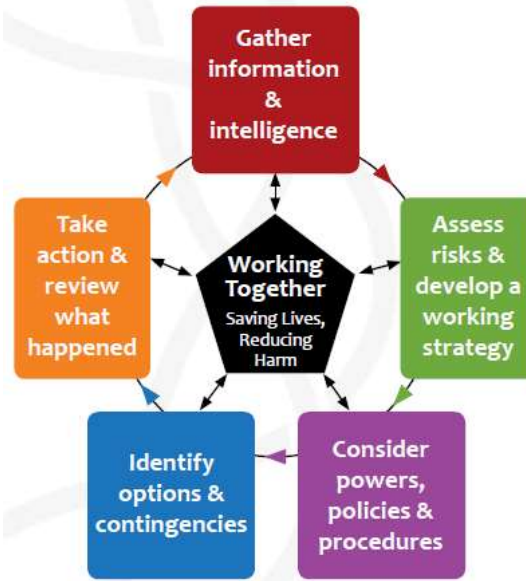 Gather
information
&
intelligence
Assess
risks &
develop a
working
strategy
Consider
powers,
policies &
procedures
Identify
options &
contingencies
Take
action &
review
what
happened
Working
Together
Saving Lives,
Reducing
Harm